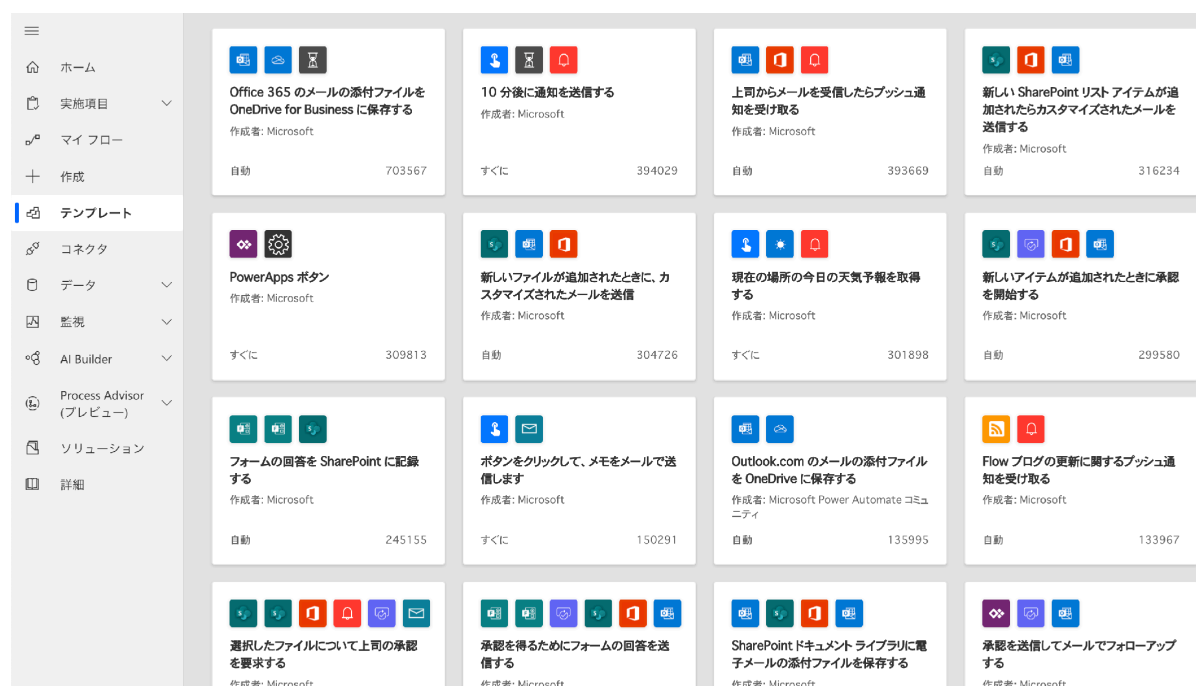 ホーム
実施項目
マイ フロー
作成
テンプレート
コネクタ
データ
監視
AI Builder
Process Advisor
(プレビュー)
ソリューション
詳細
Office 365 のメールの添付ファイルを
OneDrive for Business に保存する
作成者: Microsoft
自動 703567
10 分後に通知を送信する
作成者: Microsoft
すぐに 394029
上司からメールを受信したらプッシュ通
知を受け取る
作成者: Microsoft
自動 393669
新しい SharePoint リスト アイテムが追
加されたらカスタマイズされたメールを
送信する
作成者: Microsoft
自動 316234
PowerApps ボタン
作成者: Microsoft
すぐに 309813
新しいファイルが追加されたときに、カ
スタマイズされたメールを送信
作成者: Microsoft
自動 304726
現在の場所の今日の天気予報を取得
する
作成者: Microsoft
すぐに 301898
新しいアイテムが追加されたときに承認
を開始する
作成者: Microsoft
自動 299580
フォームの回答を SharePoint に記録
する
作成者: Microsoft
自動 245155
ボタンをクリックして、メモをメールで送
信します
作成者: Microsoft
すぐに 150291
Outlook.com のメールの添付ファイル
を OneDrive に保存する
作成者: Microsoft Power Automate コミュ
ニティ
自動 135995
Flow ブログの更新に関するプッシュ通
知を受け取る
作成者: Microsoft
自動 133967
選択したファイルについて上司の承認
を要求する
作成者: Microsoft
承認を得るためにフォームの回答を送
信する
作成者: Microsoft
SharePoint ドキュメント ライブラリに電
子メールの添付ファイルを保存する
作成者: Microsoft
承認を送信してメールでフォローアップ
する
作成者: Microsoft